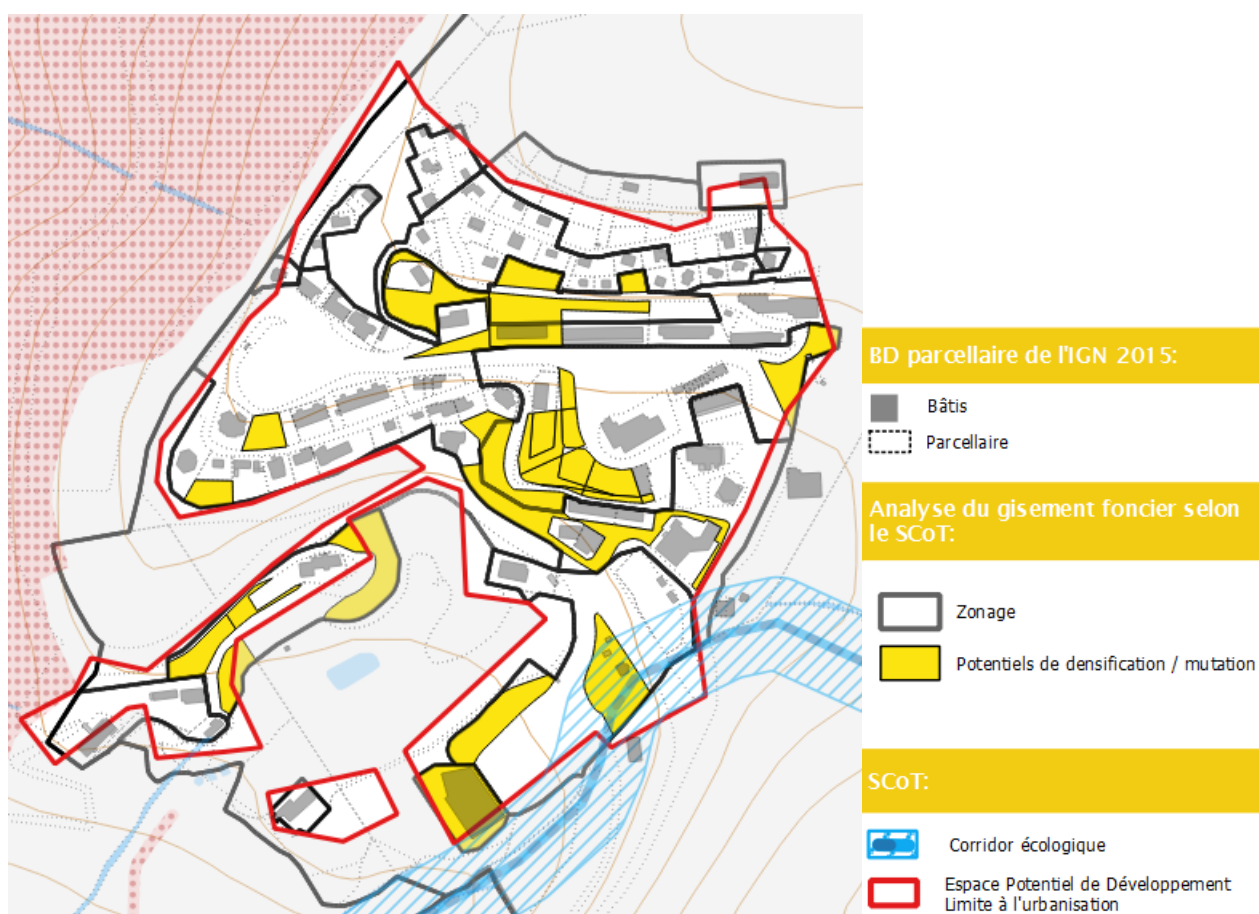 BD parcellaire de l'IGN 2015:
Bâtis
Parcellaire
Analyse du gisement foncier selon
le SCoT:
Zonage
Potentiels de densification / mutation
SCoT:
Corridor écologique
Espace Potentiel de Développement
Limite à l'urbanisation